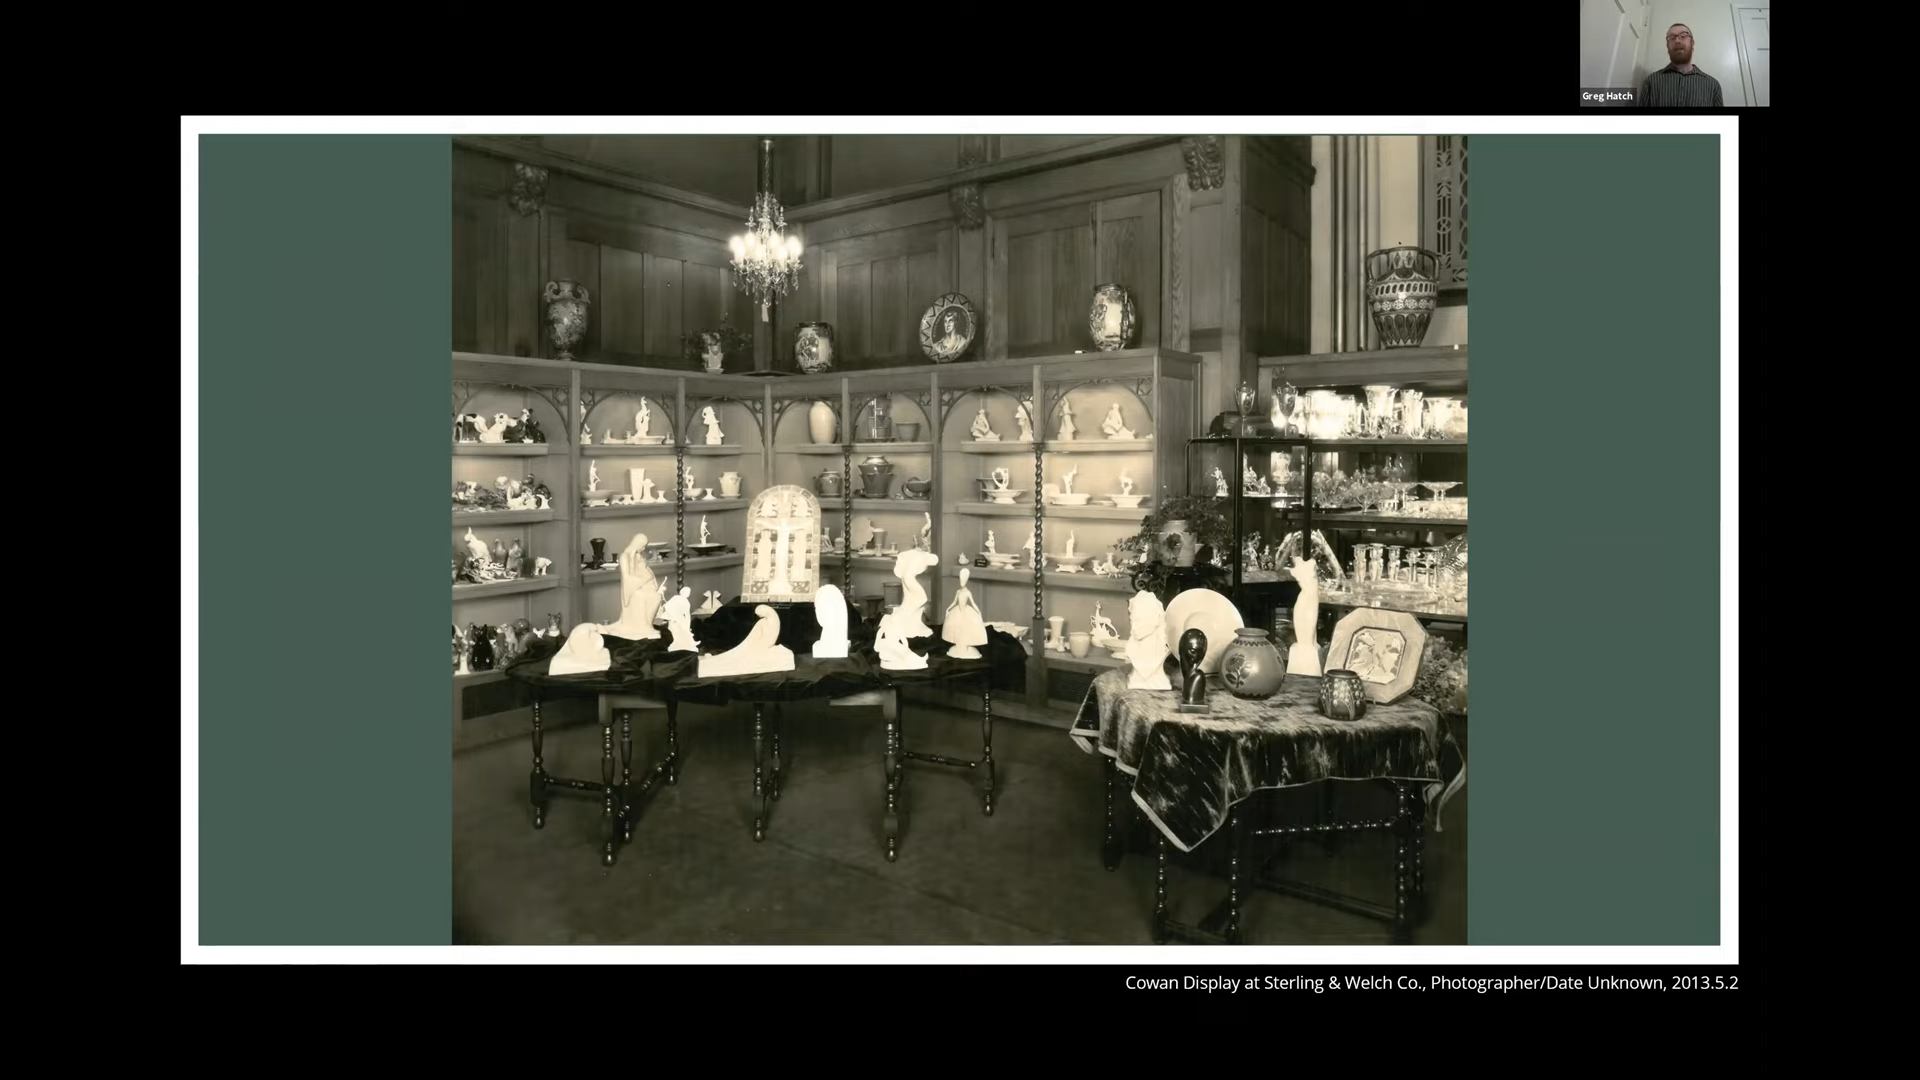 Greg Hatch
Cowan Display at Sterling & Welch Co., Photographer/Date Unknown, 2013.5.2